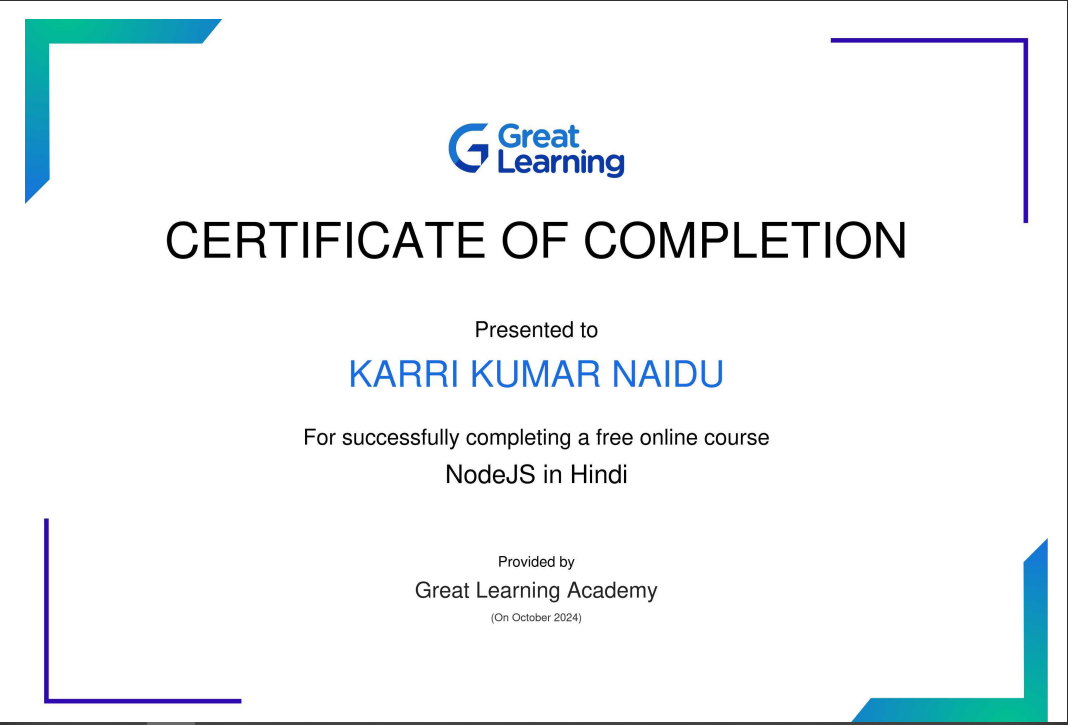 Great
Learning
CERTIFICATE OF COMPLETION
Presented to
KARRI KUMAR NAIDU
For successfully completing a free online course
NodeJS in Hindi
Provided by
Great Learning Academy
(On October 2024)